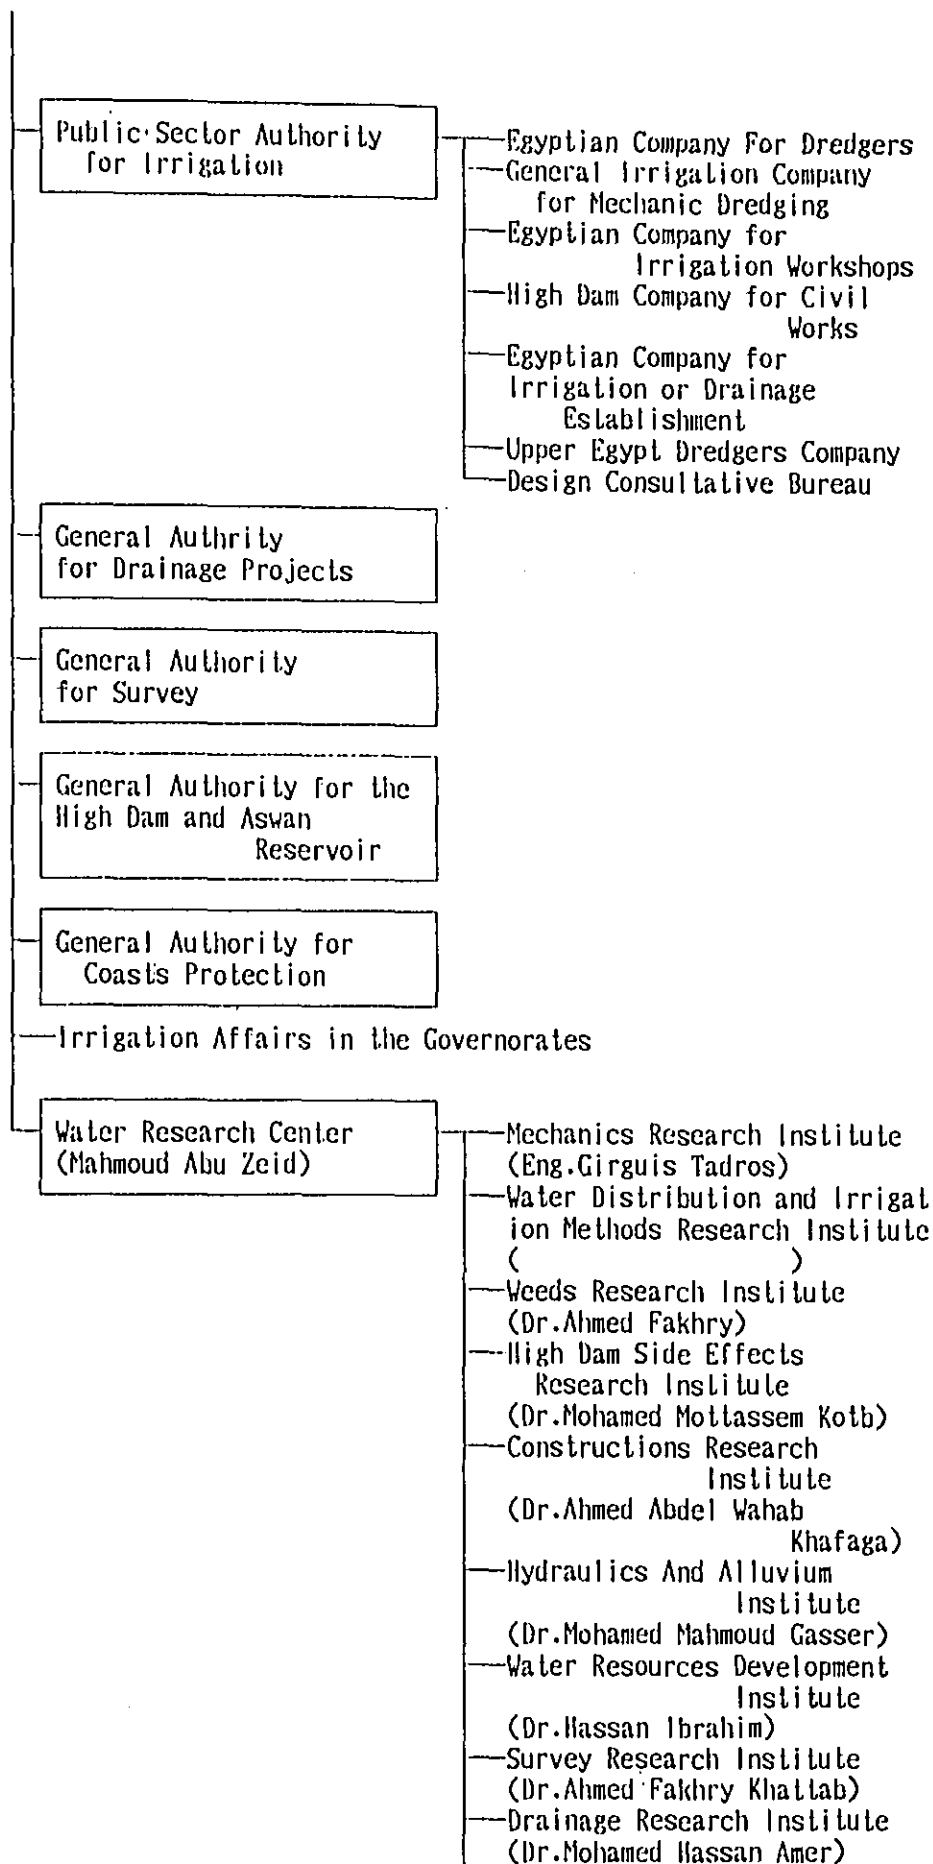 Public Sector Authority
for Irrigation
Egyptian Company For Dredgers
General Irrigation Company
for Mechanic Dredging
Egyptian Company for
Irrigation Workshops
High Dam Company for Civil
Works
Egyptian Company for
Irrigation or Drainage
Establishment
Upper Egypt Dredgers Company
Design Consultative Bureau
General Authrity
for Drainage Projects
General Authority
for Survey
General Authority for the
High Dam and Aswan
Reservoir
General Authority for
Coasts Protection
Irrigation Affairs in the Governorates
Water Research Center
(Mahmoud Abu Zeid)
Mechanics Research Institute
(Eng.Girguis Tadros)
Water Distribution and Irrigat
ion Methods Research Institute
( )
Weeds Research Institute
(Dr.Ahmed Fakhry)
High Dam Side Effects
Research Institute
(Dr.Mohamed Mottassem Kotb)
Constructions Research
Institute
(Dr.Ahmed Abdel Wahab
Khafaga)
Hydraulics And Alluvium
Institute
(Dr.Mohamed Mahmoud Gasser)
Water Resources Development
Institute
(Dr.Hassan Ibrahim)
Survey Research Institute
(Dr.Ahmed Fakhry Khattab)
Drainage Research Institute
(Dr.Mohamed Hassan Amer)